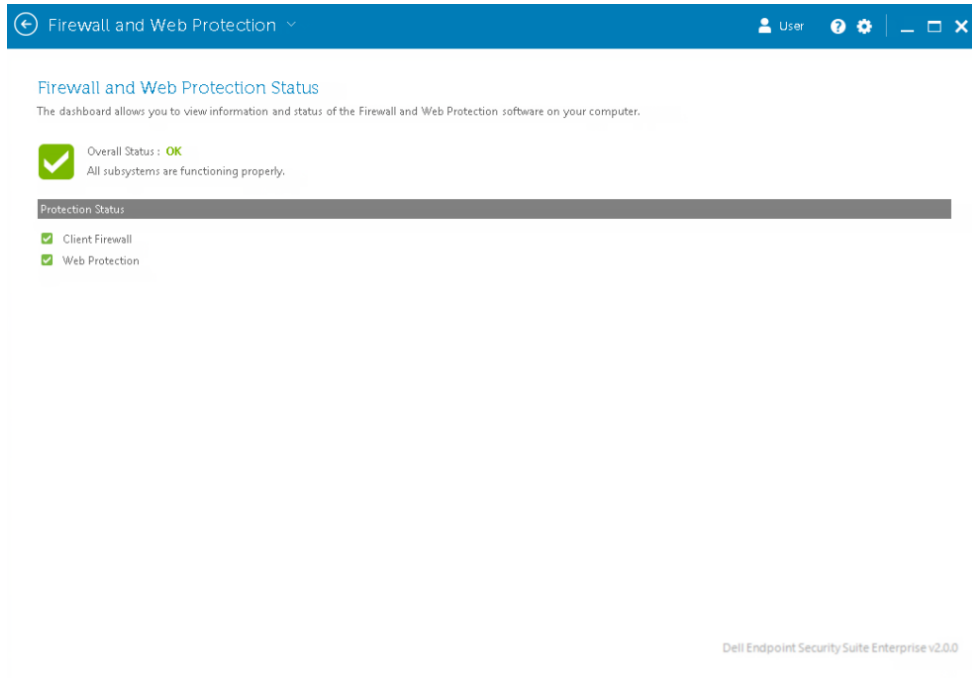 Firewall and Web Protection
User
Firewall and Web Protection Status
The dashboard allows you to view information and status of the Firewall and Web Protection software on your computer.
Overall Status : OK
All subsystems are functioning properly.
Protection Status
Client Firewall
Web Protection
Dell Endpoint Security Suite Enterprise v2.0.0